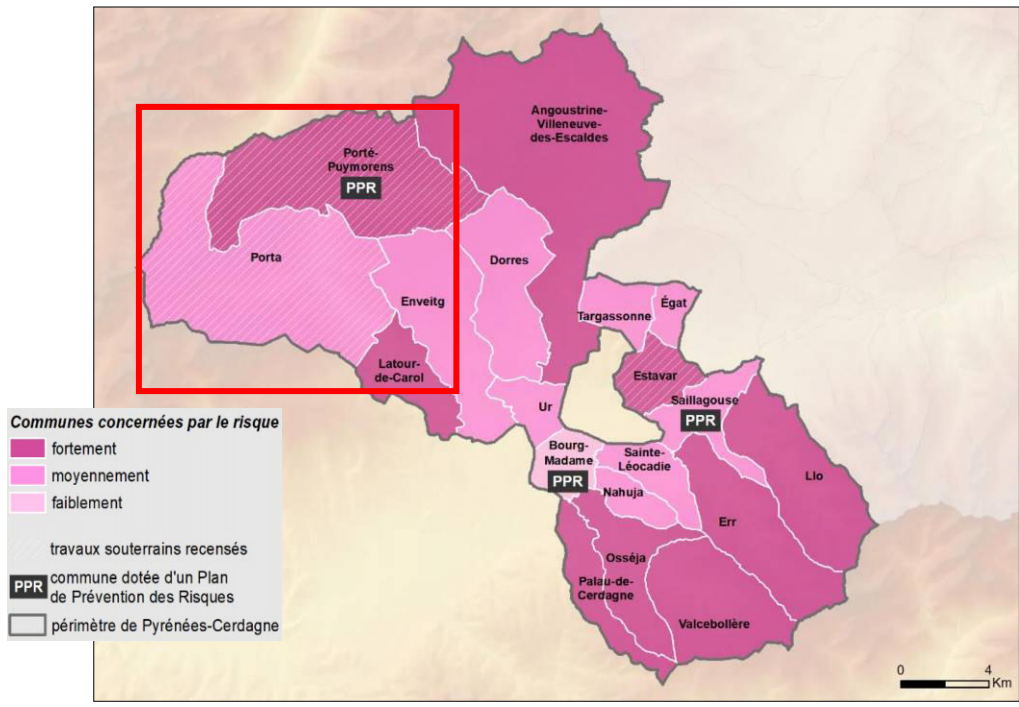 Angoustrine-
Villeneuve-
des-Escaldes
Porté-
Puymorens
PPR
Porta
Dorres
Enveitg
Égat
Targassonne
Latour-
de-Carol
Estavar
Saillagouse
PPR
Ur
Bourg-
Madame
PPR
Sainte-
Léocadie
Nahuja
Llo
Err
Osséja
Palau-de-
Cerdagne
Valcebollère
Communes concernées par le risque
fortement
moyennement
faiblement
travaux souterrains recensés
PPR commune dotée d'un Plan
de Prévention des Risques
périmètre de Pyrénées-Cerdagne
0 4
Km